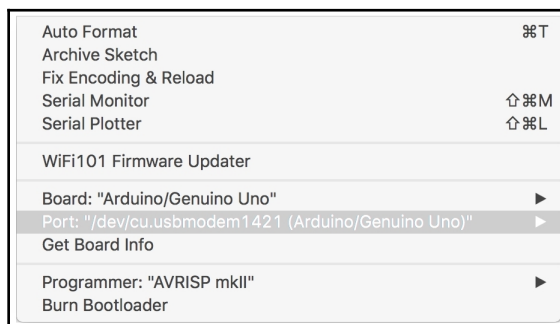 Auto Format ⌘T
Archive Sketch
Fix Encoding & Reload
Serial Monitor ⇧⌘M
Serial Plotter ⇧⌘L
WiFi101 Firmware Updater
Board: "Arduino/Genuino Uno" ▶
Port: "/dev/cu.usbmodem1421 (Arduino/Genuino Uno)" ▶
Get Board Info
Programmer: "AVRISP mkII" ▶
Burn Bootloader